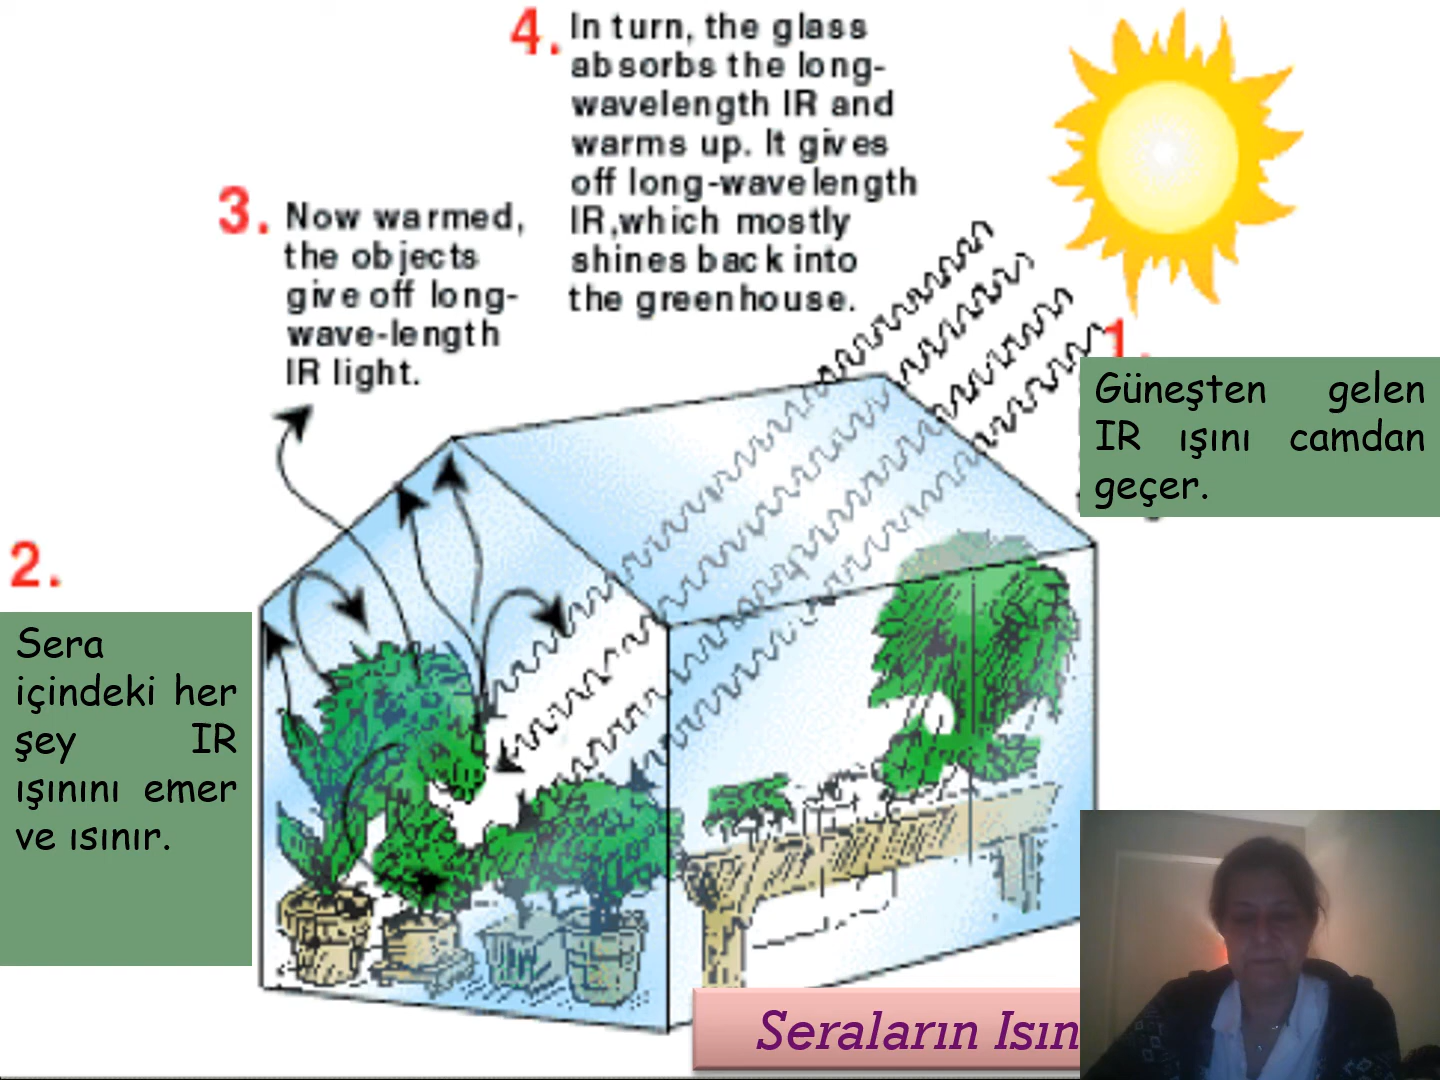 1.
Güneşten gelen
IR ışını camdan
geçer.
2.
Sera
içindeki her
şey IR
ışınını emer
ve ısınır.
3. Now warmed,
the objects
give off long-
wave-length
IR light.
4. In turn, the glass
absorbs the long-
wavelength IR and
warms up. It gives
off long-wavelength
IR,which mostly
shines back into
the greenhouse.
Seraların